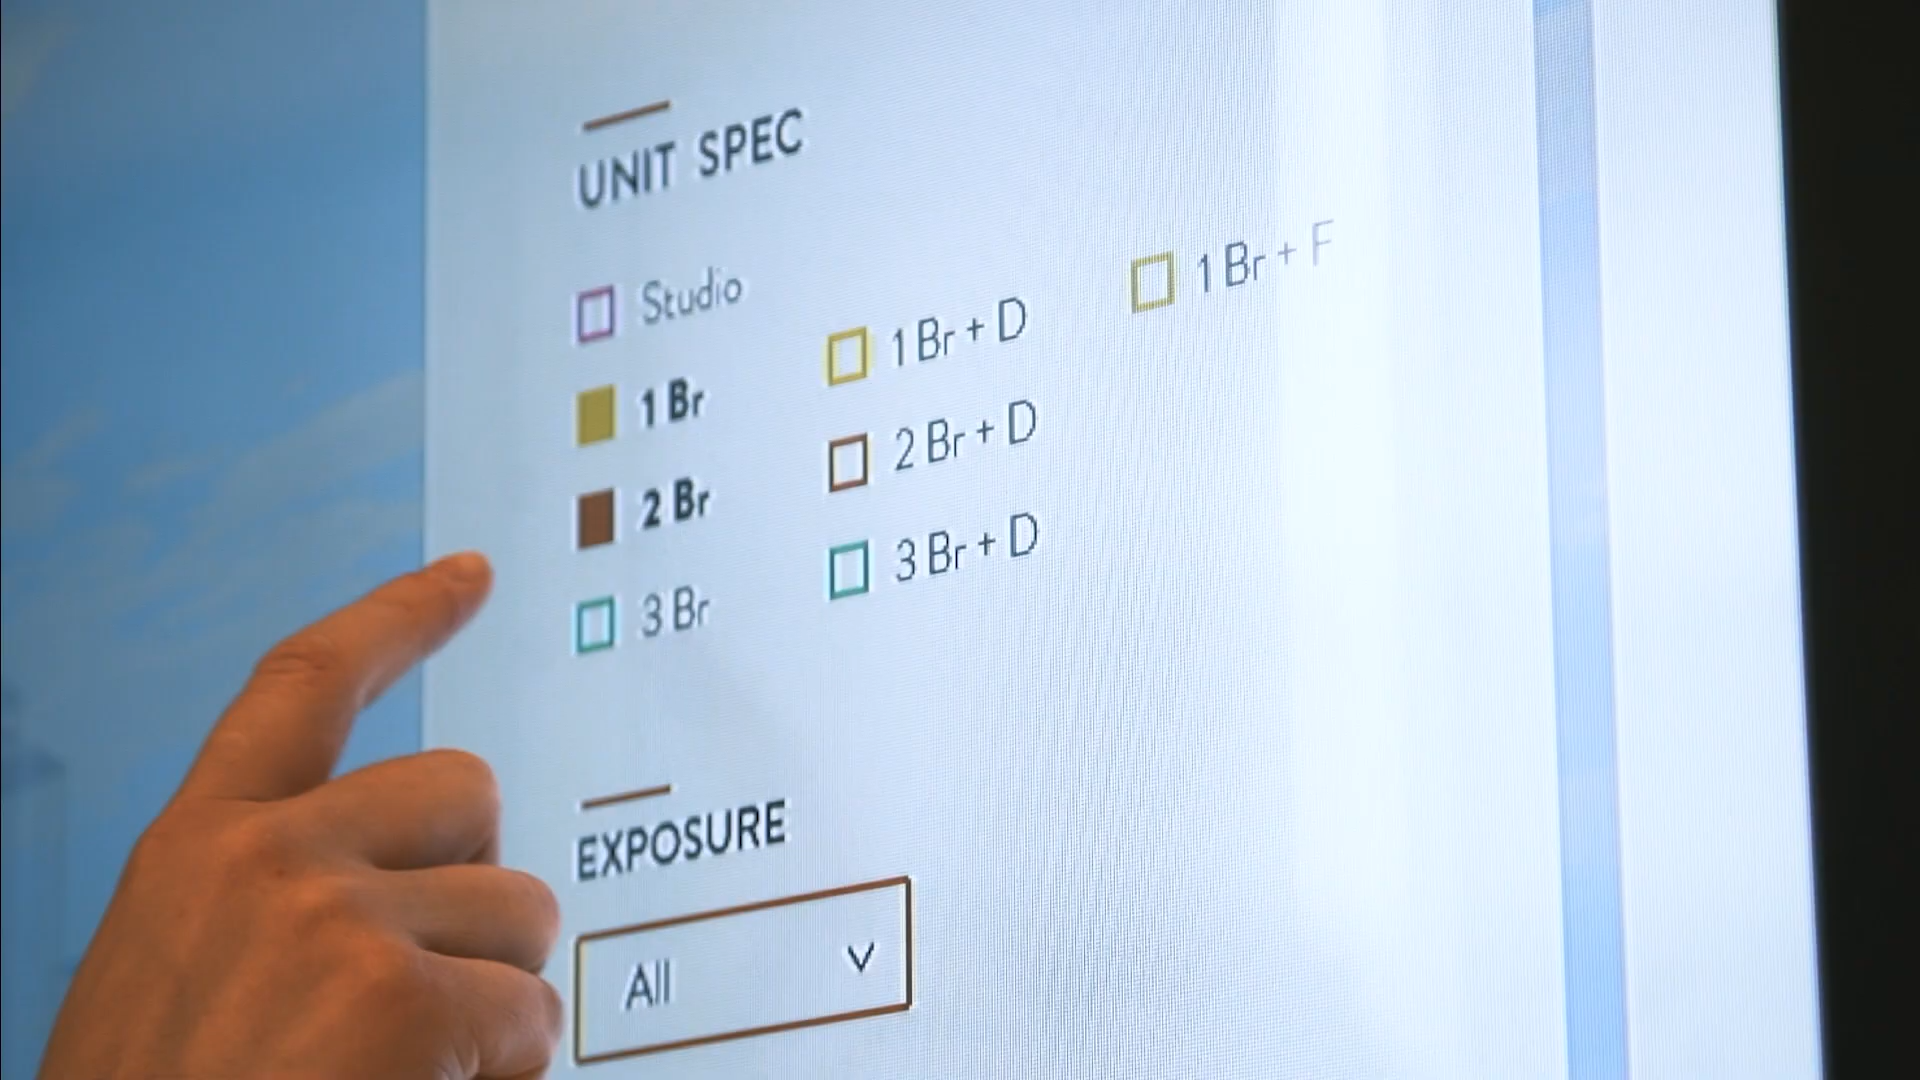 UNIT SPEC
Studio
1 Br
1 Br + D
1 Br + F
2 Br
2 Br + D
3 Br
3 Br + D
EXPOSURE
All